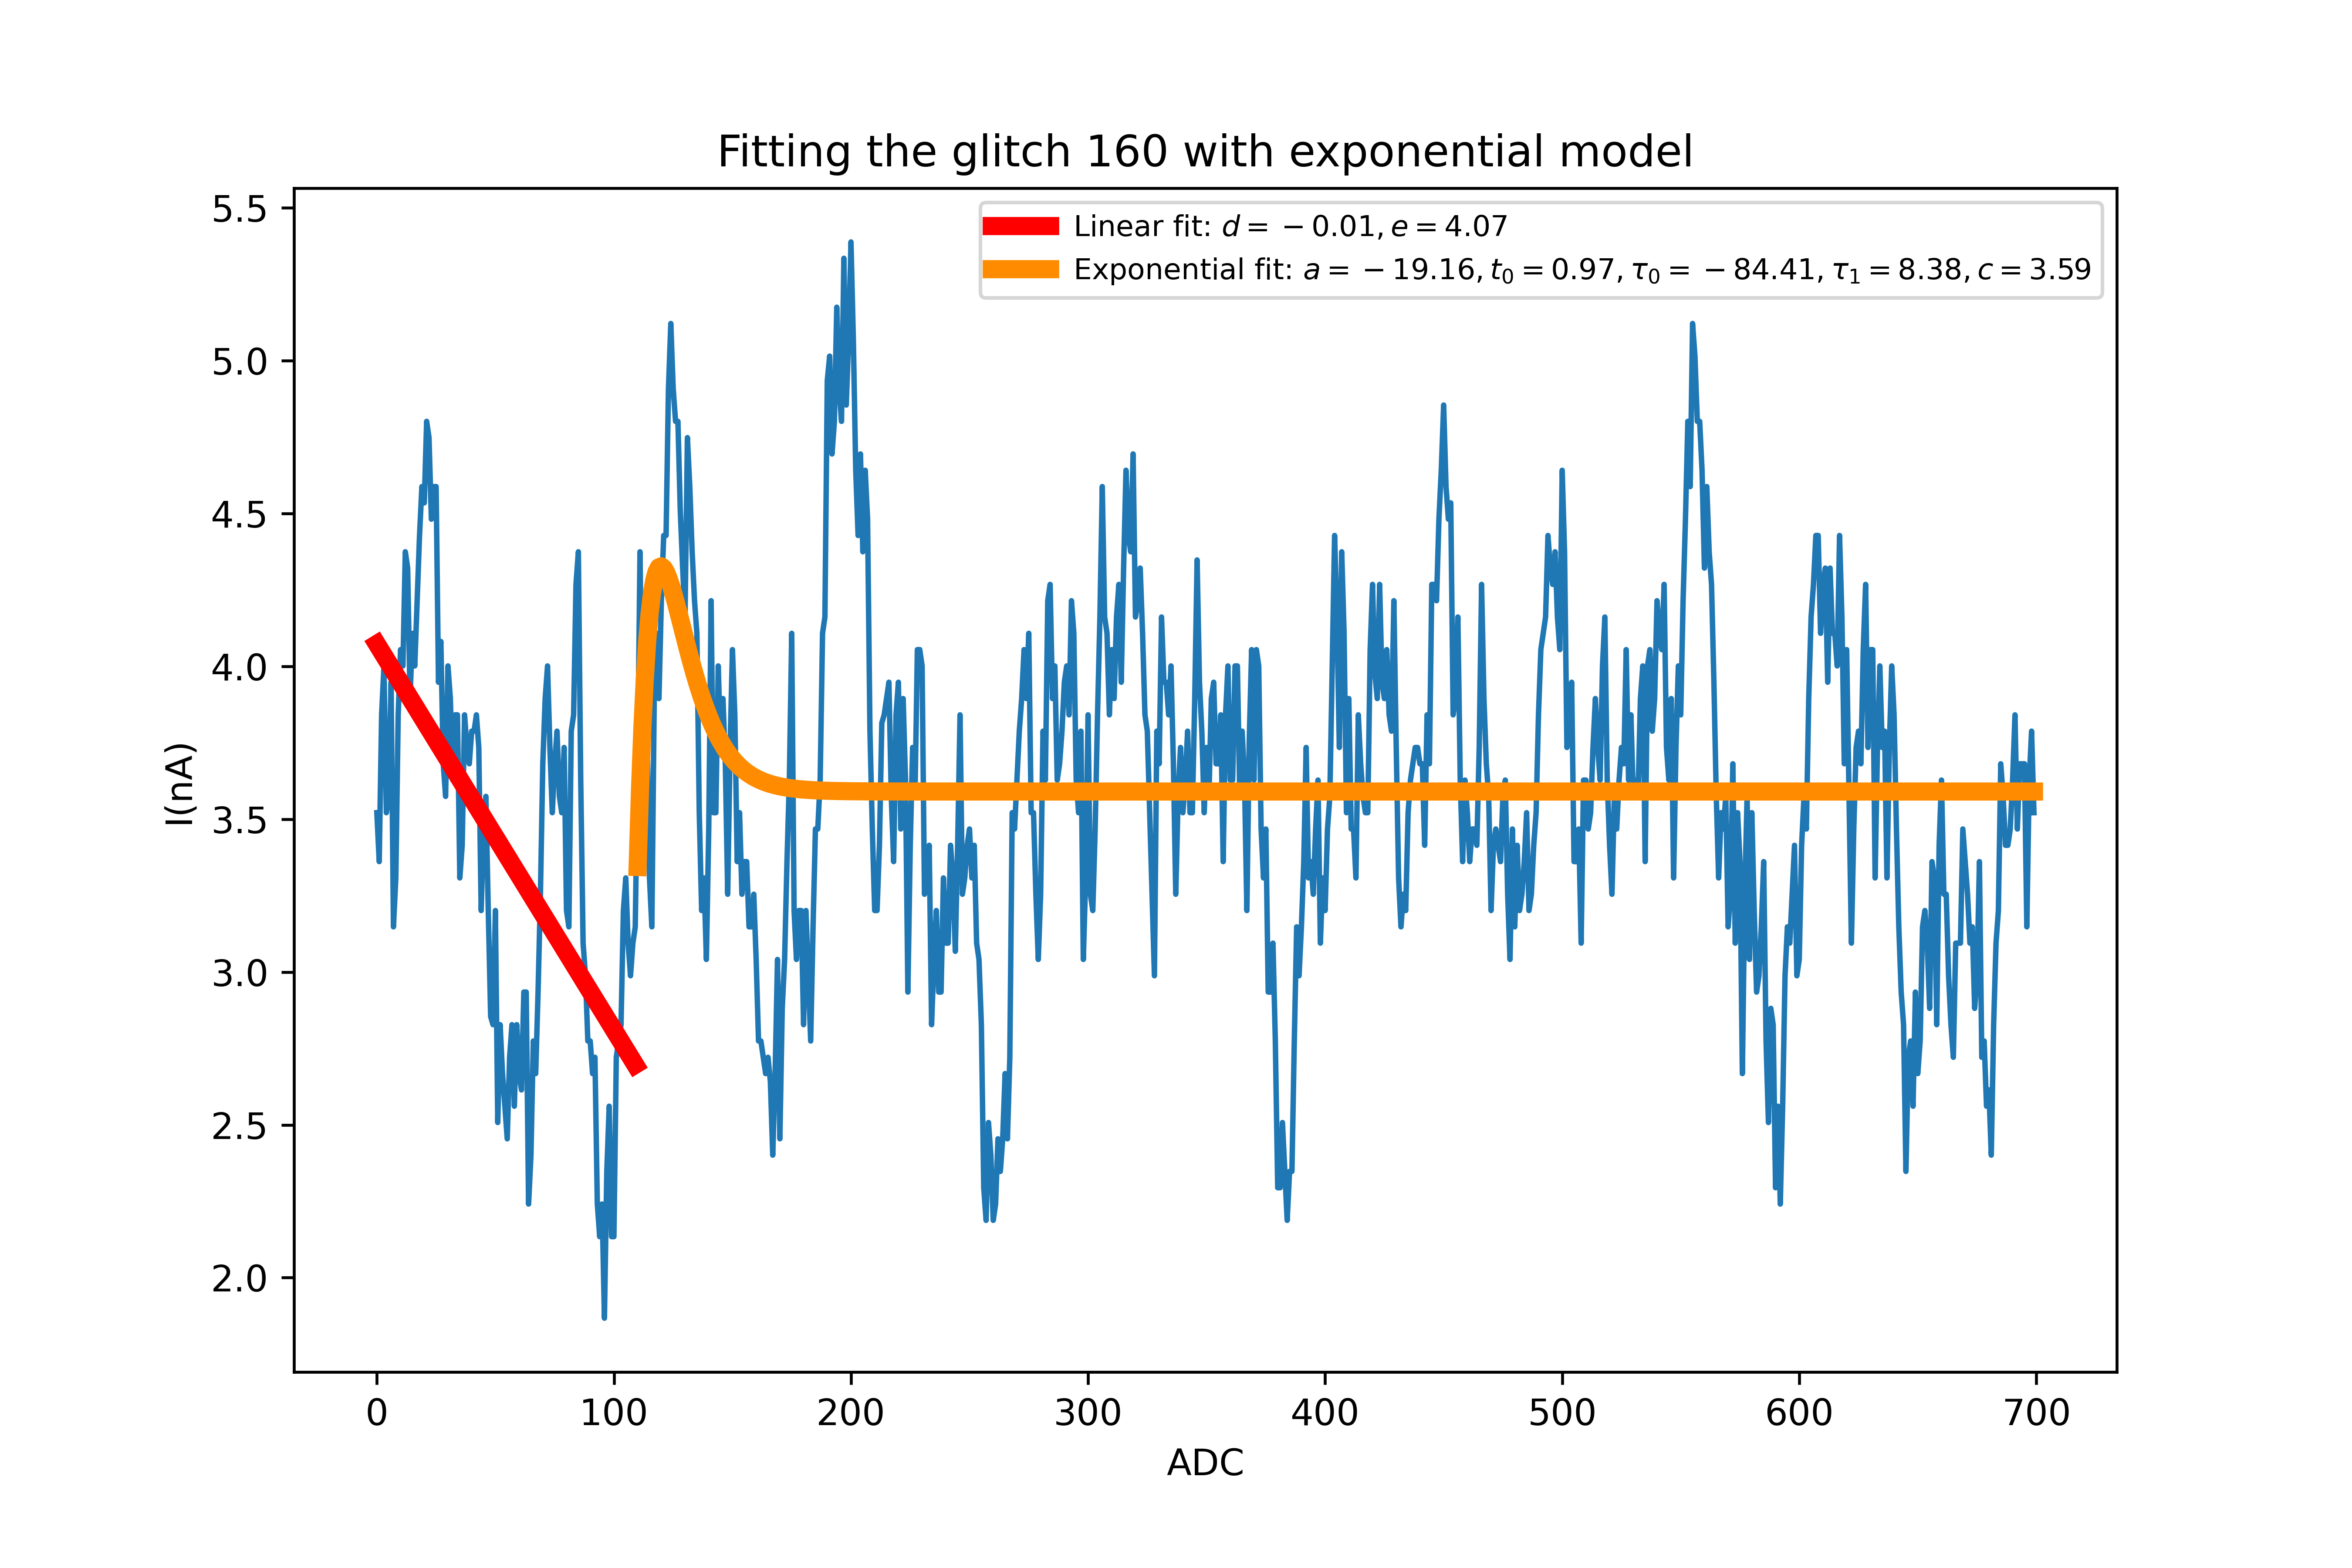 Fitting the glitch 160 with exponential model
Linear fit: d = −0.01, e = 4.07
Exponential fit: a = −19.16, t₀ = 0.97, τ₀ = −84.41, τ₁ = 8.38, c = 3.59
5.5
5.0
4.5
4.0
3.5
3.0
2.5
2.0
I(nA)
0 100 200 300 400 500 600 700
ADC